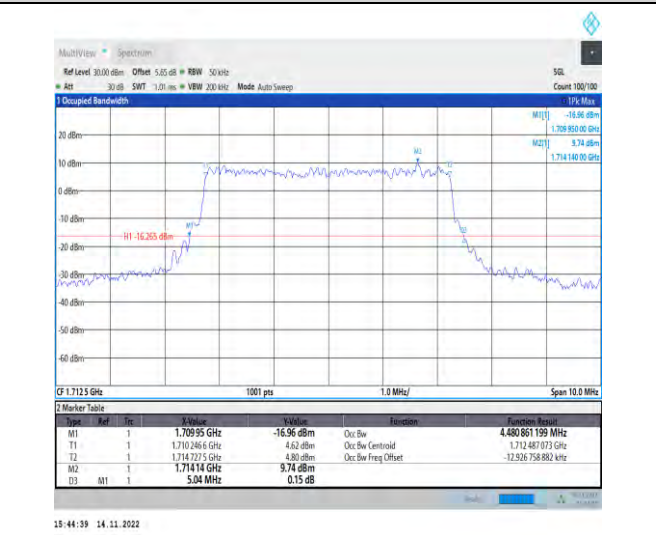 MultiView Spectrum
Ref Level 30.00 dBm Offset 5.65 dB RBW 50 kHz SGL
Att 30 dB SWT 1.01 ms VBW 200 kHz Mode Auto Sweep Count 100/100
1 Occupied Bandwidth 1Pk Max
M1[1] -16.96 dBm
1.709 950 00 GHz
M2[1] 9.74 dBm
1.714 140 00 GHz
20 dBm
10 dBm
0 dBm
-10 dBm
-20 dBm
-30 dBm
-40 dBm
-50 dBm
-60 dBm
M2
T2
M1
D3
H1 -16.265 dBm
CF 1.712 5 GHz 1001 pts 1.0 MHz/ Span 10.0 MHz
2 Marker Table
Type Ref Trc X-Value Y-Value Function Function Result
M1 1 1.709 95 GHz -16.96 dBm Occ Bw 4.480 861 199 MHz
T1 1 1.710 246 6 GHz 4.62 dBm Occ Bw Centroid 1.712 487 073 GHz
T2 1 1.714 727 5 GHz 4.80 dBm Occ Bw Freq Offset -12.926 758 882 kHz
M2 1 1.714 14 GHz 9.74 dBm
D3 M1 1 5.04 MHz 0.15 dB
15:44:39 14.11.2022